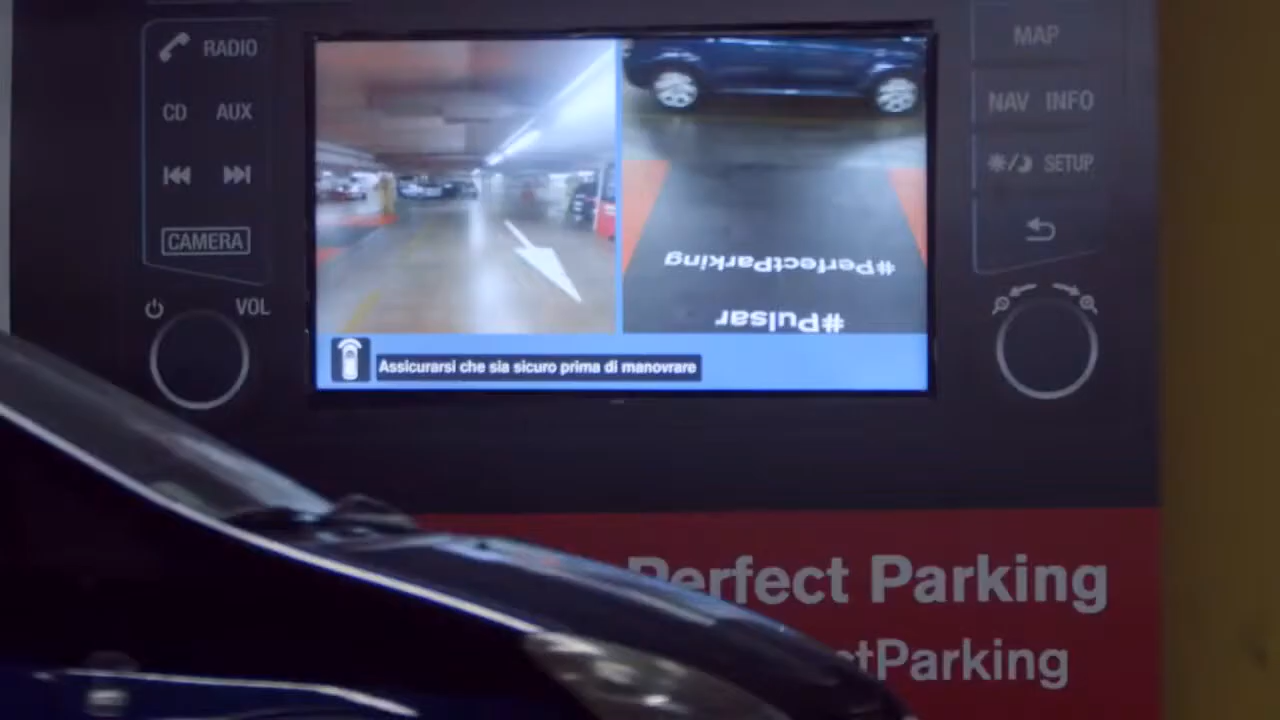 RADIO
CD AUX
CAMERA
VOL
#PerfectParking
#Pulsar
Assicurarsi che sia sicuro prima di manovrare
MAP
NAV INFO
SETUP
Perfect Parking
ctParking